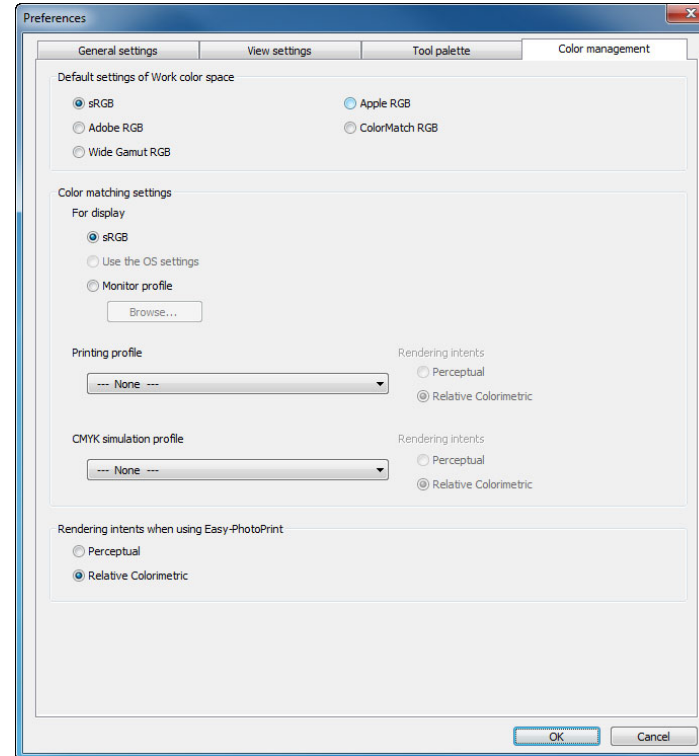 Preferences
General settings
View settings
Tool palette
Color management
Default settings of Work color space
sRGB
Apple RGB
Adobe RGB
ColorMatch RGB
Wide Gamut RGB
Color matching settings
For display
sRGB
Use the OS settings
Monitor profile
Browse...
Printing profile
Rendering intents
--- None ---
Perceptual
Relative Colorimetric
CMYK simulation profile
Rendering intents
--- None ---
Perceptual
Relative Colorimetric
Rendering intents when using Easy-PhotoPrint
Perceptual
Relative Colorimetric
OK
Cancel